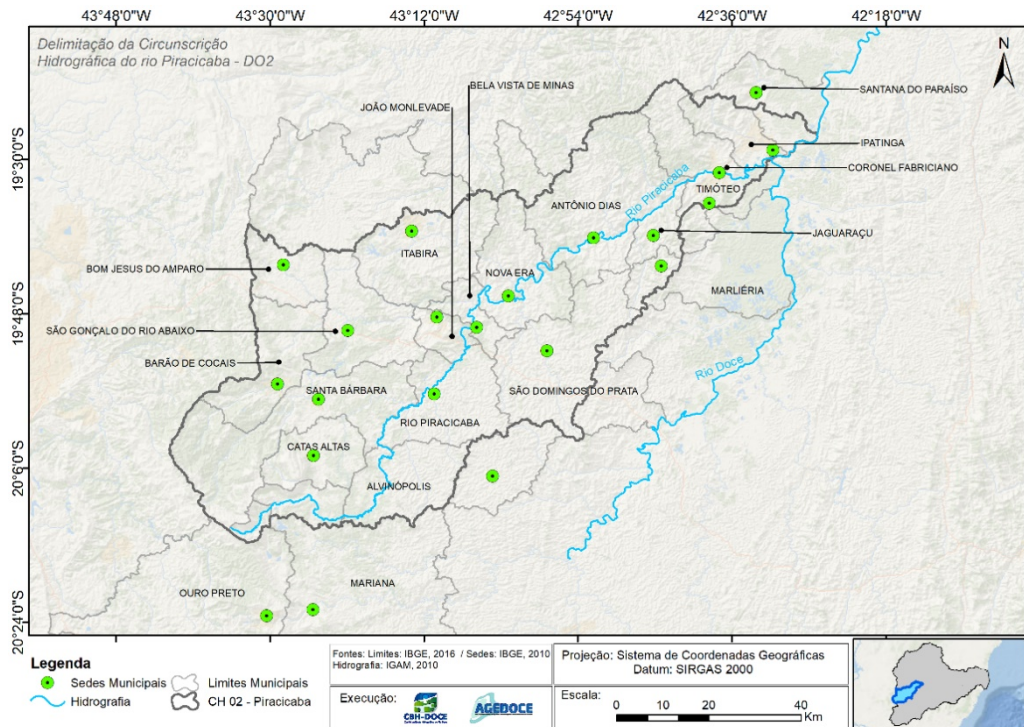 43°48'0"W
43°30'0"W
43°12'0"W
42°54'0"W
42°36'0"W
42°18'0"W
Delimitação da Circunscrição
Hidrográfica do rio Piracicaba - DO2
N
BELA VISTA DE MINAS
SANTANA DO PARAÍSO
JOÃO MONLEVADE
IPATINGA
19°30'0"S
CORONEL FABRICIANO
TIMÓTEO
Rio Piracicaba
ANTÔNIO DIAS
JAGUARAÇU
ITABIRA
BOM JESUS DO AMPARO
NOVA ERA
MARLIÉRIA
19°48'0"S
SÃO GONÇALO DO RIO ABAIXO
BARÃO DE COCAIS
Rio Doce
SANTA BÁRBARA
SÃO DOMINGOS DO PRATA
RIO PIRACICABA
CATAS ALTAS
20°6'0"S
ALVINÓPOLIS
MARIANA
OURO PRETO
20°24'0"S
Legenda
Sedes Municipais
Limites Municipais
Hidrografia
CH 02 - Piracicaba
Fontes: Limites: IBGE, 2016 / Sedes: IBGE, 2010
Hidrografia: IGAM, 2010
Execução:
CBH-DOCE
AGEDOCE
Projeção: Sistema de Coordenadas Geográficas
Datum: SIRGAS 2000
Escala:
0 10 20 40
Km